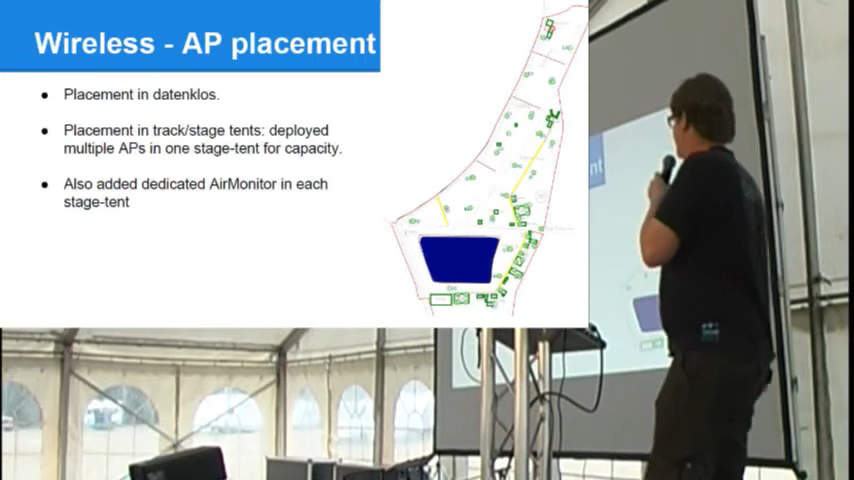 Wireless - AP placement
● Placement in datenklos.
● Placement in track/stage tents: deployed
multiple APs in one stage-tent for capacity.
● Also added dedicated AirMonitor in each
stage-tent
nt